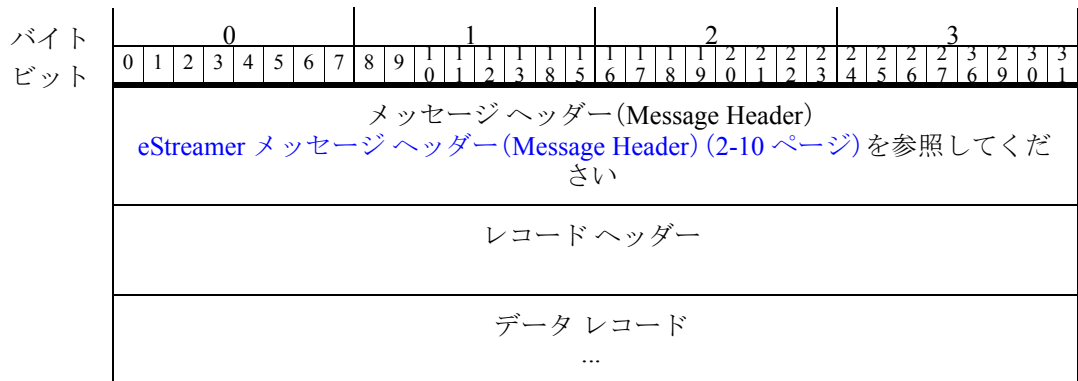 バイト 0 1 2 3
ビット 0 1 2 3 4 5 6 7 8 9 10 11 12 13 18 15 16 17 18 19 20 21 22 23 24 25 26 27 36 29 30 31
メッセージ ヘッダー(Message Header)
eStreamer メッセージ ヘッダー(Message Header)(2-10 ページ)を参照してくだ
さい
レコード ヘッダー
データ レコード
...